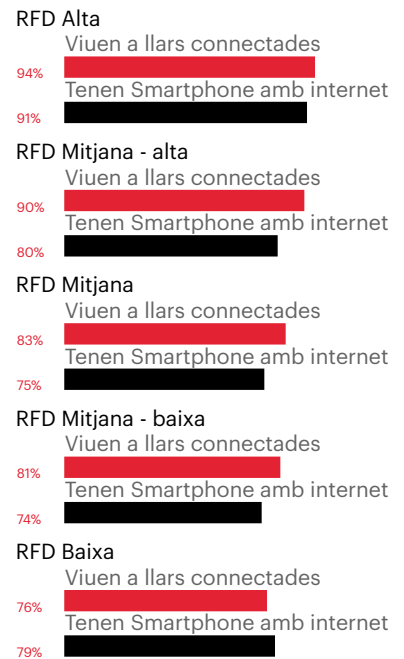 RFD Alta
Viuen a llars connectades
94%
Tenen Smartphone amb internet
91%
RFD Mitjana - alta
Viuen a llars connectades
90%
Tenen Smartphone amb internet
80%
RFD Mitjana
Viuen a llars connectades
83%
Tenen Smartphone amb internet
75%
RFD Mitjana - baixa
Viuen a llars connectades
81%
Tenen Smartphone amb internet
74%
RFD Baixa
Viuen a llars connectades
76%
Tenen Smartphone amb internet
79%